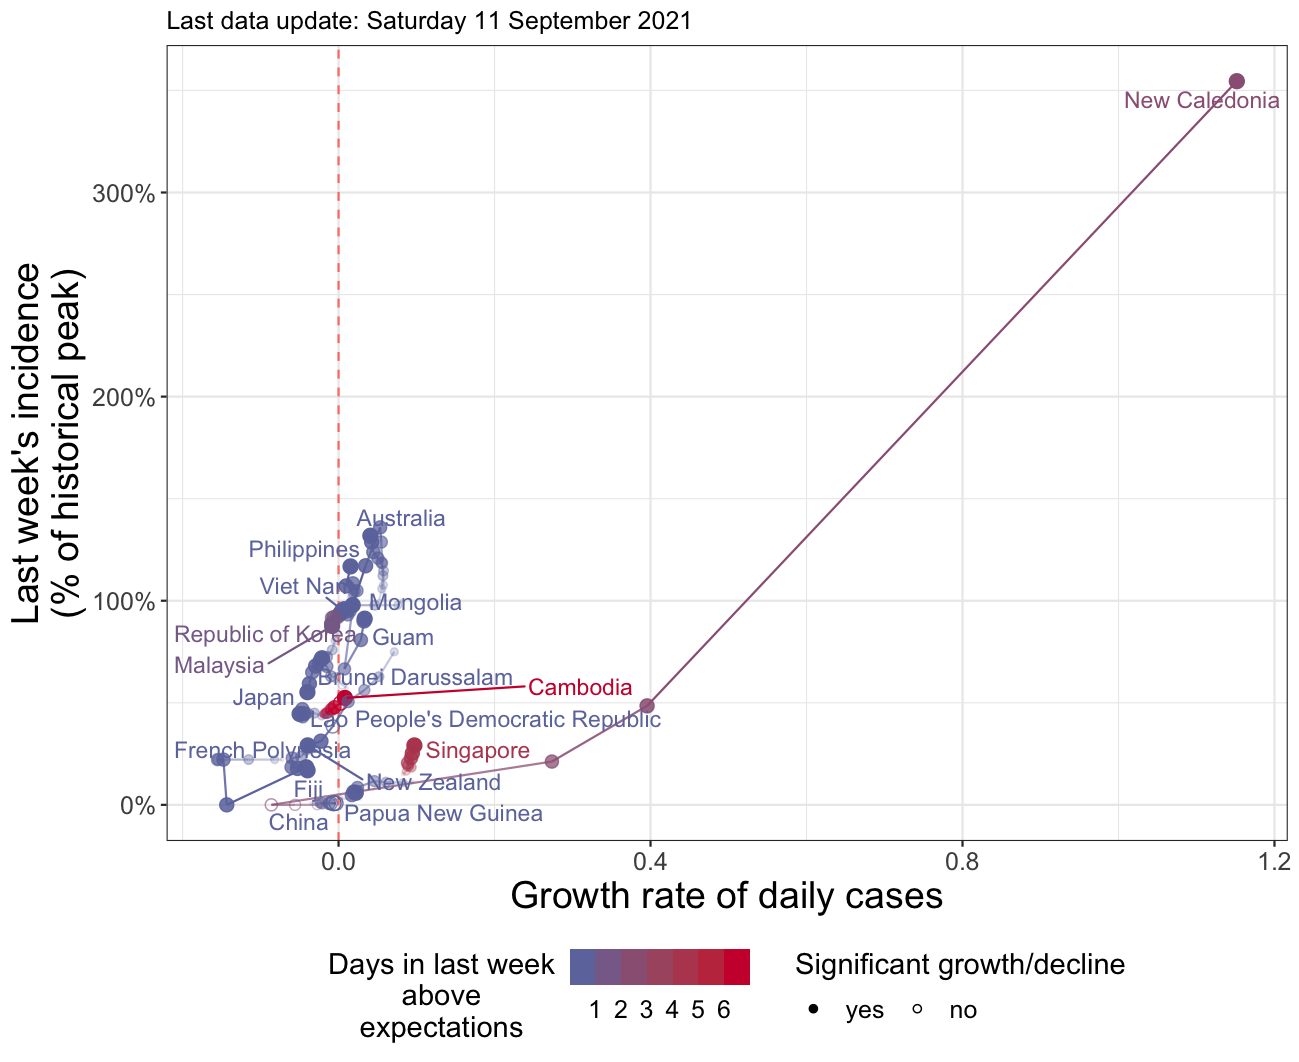 Last data update: Saturday 11 September 2021
Last week's incidence
(% of historical peak)
300%
200%
100%
0%
New Caledonia
Australia
Philippines
Viet Nam
Mongolia
Republic of Korea
Guam
Malaysia
Brunei Darussalam
Cambodia
Japan
Lao People's Democratic Republic
French Polynesia
Singapore
New Zealand
Fiji
Papua New Guinea
China
0.0
0.4
0.8
1.2
Growth rate of daily cases
Days in last week
above
expectations
1 2 3 4 5 6
Significant growth/decline
yes
no